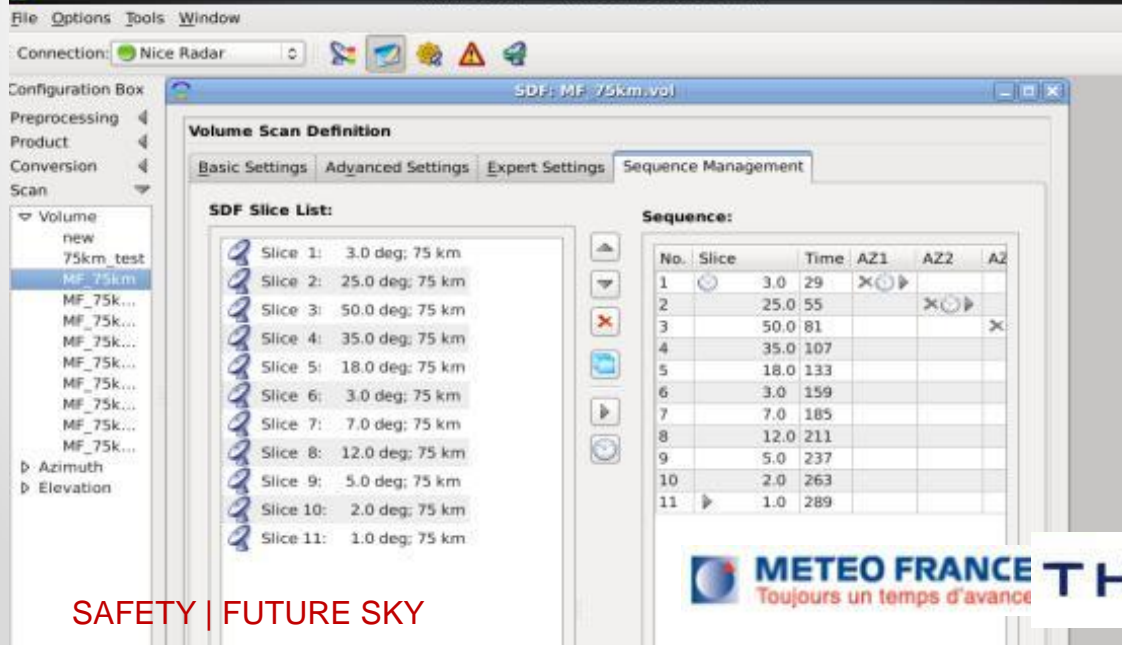 File Options Tools Window
Connection: Nice Radar
Configuration Box
Preprocessing
Product
Conversion
Scan
Volume
new
75km_test
MF_75km
MF_75k...
MF_75k...
MF_75k...
MF_75k...
MF_75k...
MF_75k...
MF_75k...
MF_75k...
Azimuth
Elevation
SDF: MF_75km.vol
Volume Scan Definition
Basic Settings Advanced Settings Expert Settings Sequence Management
SDF Slice List:
Slice 1: 3.0 deg; 75 km
Slice 2: 25.0 deg; 75 km
Slice 3: 50.0 deg; 75 km
Slice 4: 35.0 deg; 75 km
Slice 5: 18.0 deg; 75 km
Slice 6: 3.0 deg; 75 km
Slice 7: 7.0 deg; 75 km
Slice 8: 12.0 deg; 75 km
Slice 9: 5.0 deg; 75 km
Slice 10: 2.0 deg; 75 km
Slice 11: 1.0 deg; 75 km
Sequence:
No. Slice Time AZ1 AZ2 AZ
1 3.0 29
2 25.0 55
3 50.0 81
4 35.0 107
5 18.0 133
6 3.0 159
7 7.0 185
8 12.0 211
9 5.0 237
10 2.0 263
11 1.0 289
METEO FRANCE
Toujours un temps d'avance
TH
SAFETY | FUTURE SKY